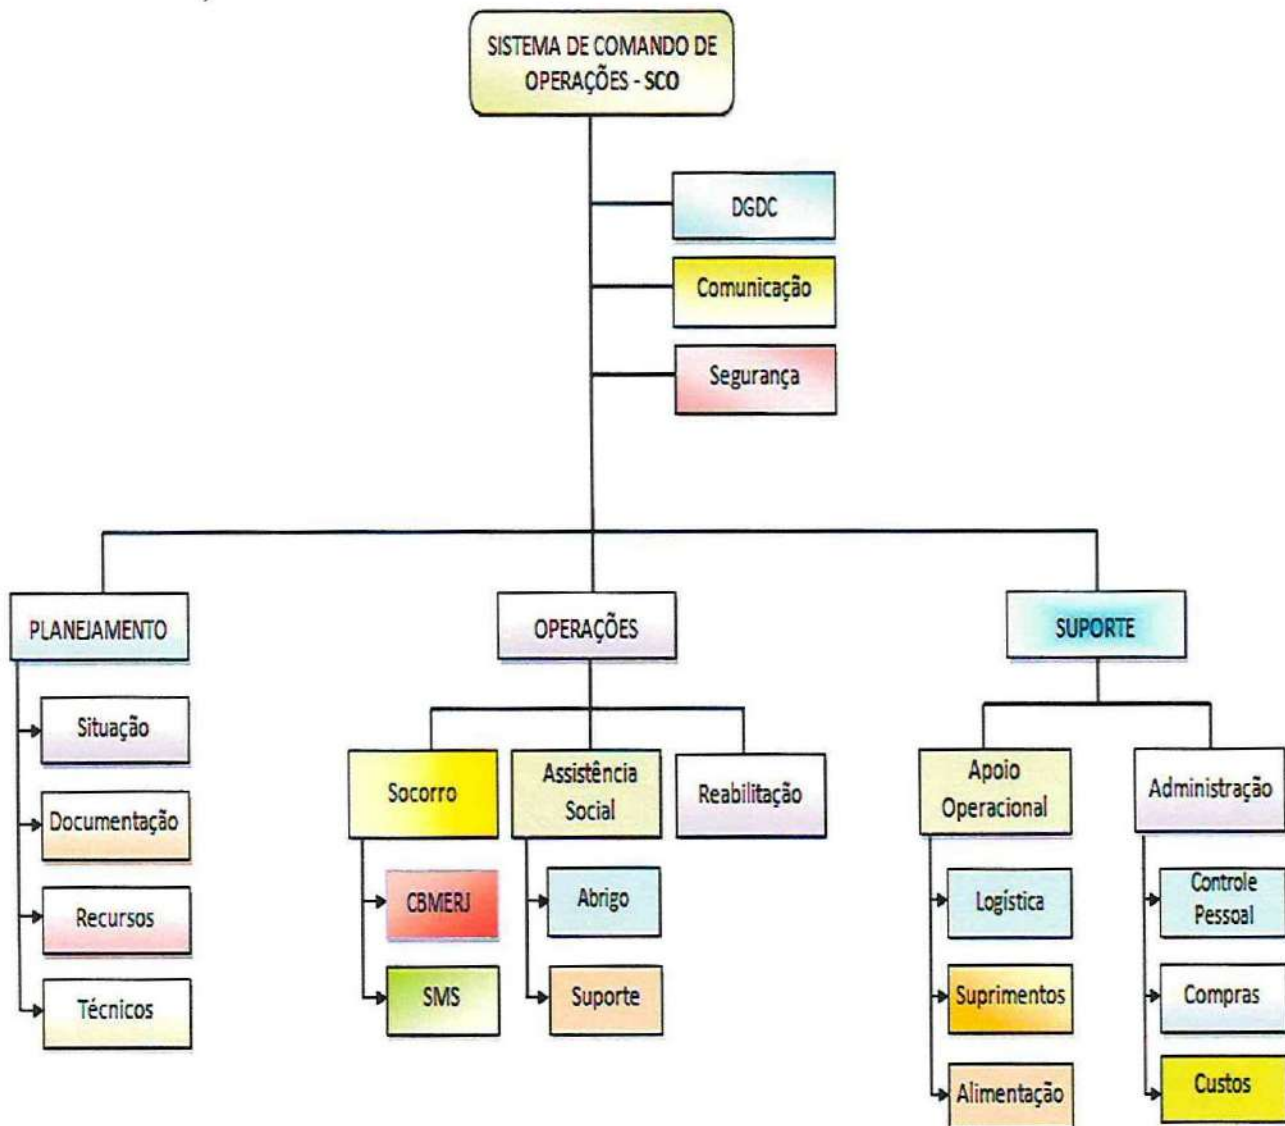 SISTEMA DE COMANDO DE
OPERAÇÕES - SCO
DGDC
Comunicação
Segurança
PLANEJAMENTO
OPERAÇÕES
SUPORTE
Situação
Documentação
Recursos
Técnicos
Socorro
CBMERJ
SMS
Assistência
Social
Abrigo
Suporte
Reabilitação
Apoio
Operacional
Logística
Suprimentos
Alimentação
Administração
Controle
Pessoal
Compras
Custos